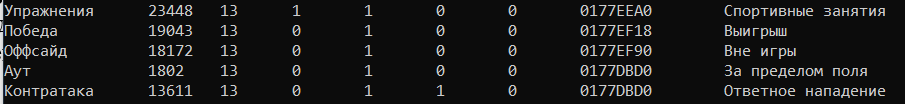 Упражнения 23448 13 1 1 0 0 0177EEA0 Спортивные занятия
Победа 19043 13 0 1 0 0 0177EF18 Выигрыш
Оффсайд 18172 13 0 1 0 0 0177EF90 Вне игры
Аут 1802 13 0 1 0 0 0177DBD0 За пределом поля
Контратака 13611 13 0 1 1 0 0177DBD0 Ответное нападение